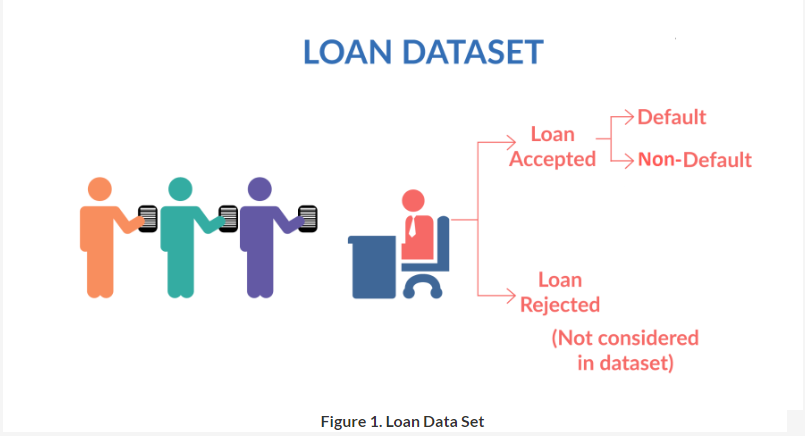 LOAN DATASET
Loan
Accepted
Default
Non-Default
Loan
Rejected
(Not considered
in dataset)
Figure 1. Loan Data Set